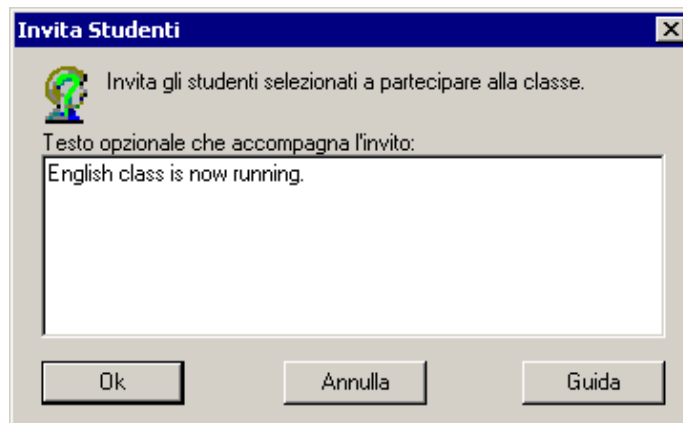 Invita Studenti
Invita gli studenti selezionati a partecipare alla classe.
Testo opzionale che accompagna l'invito:
English class is now running.
Ok
Annulla
Guida